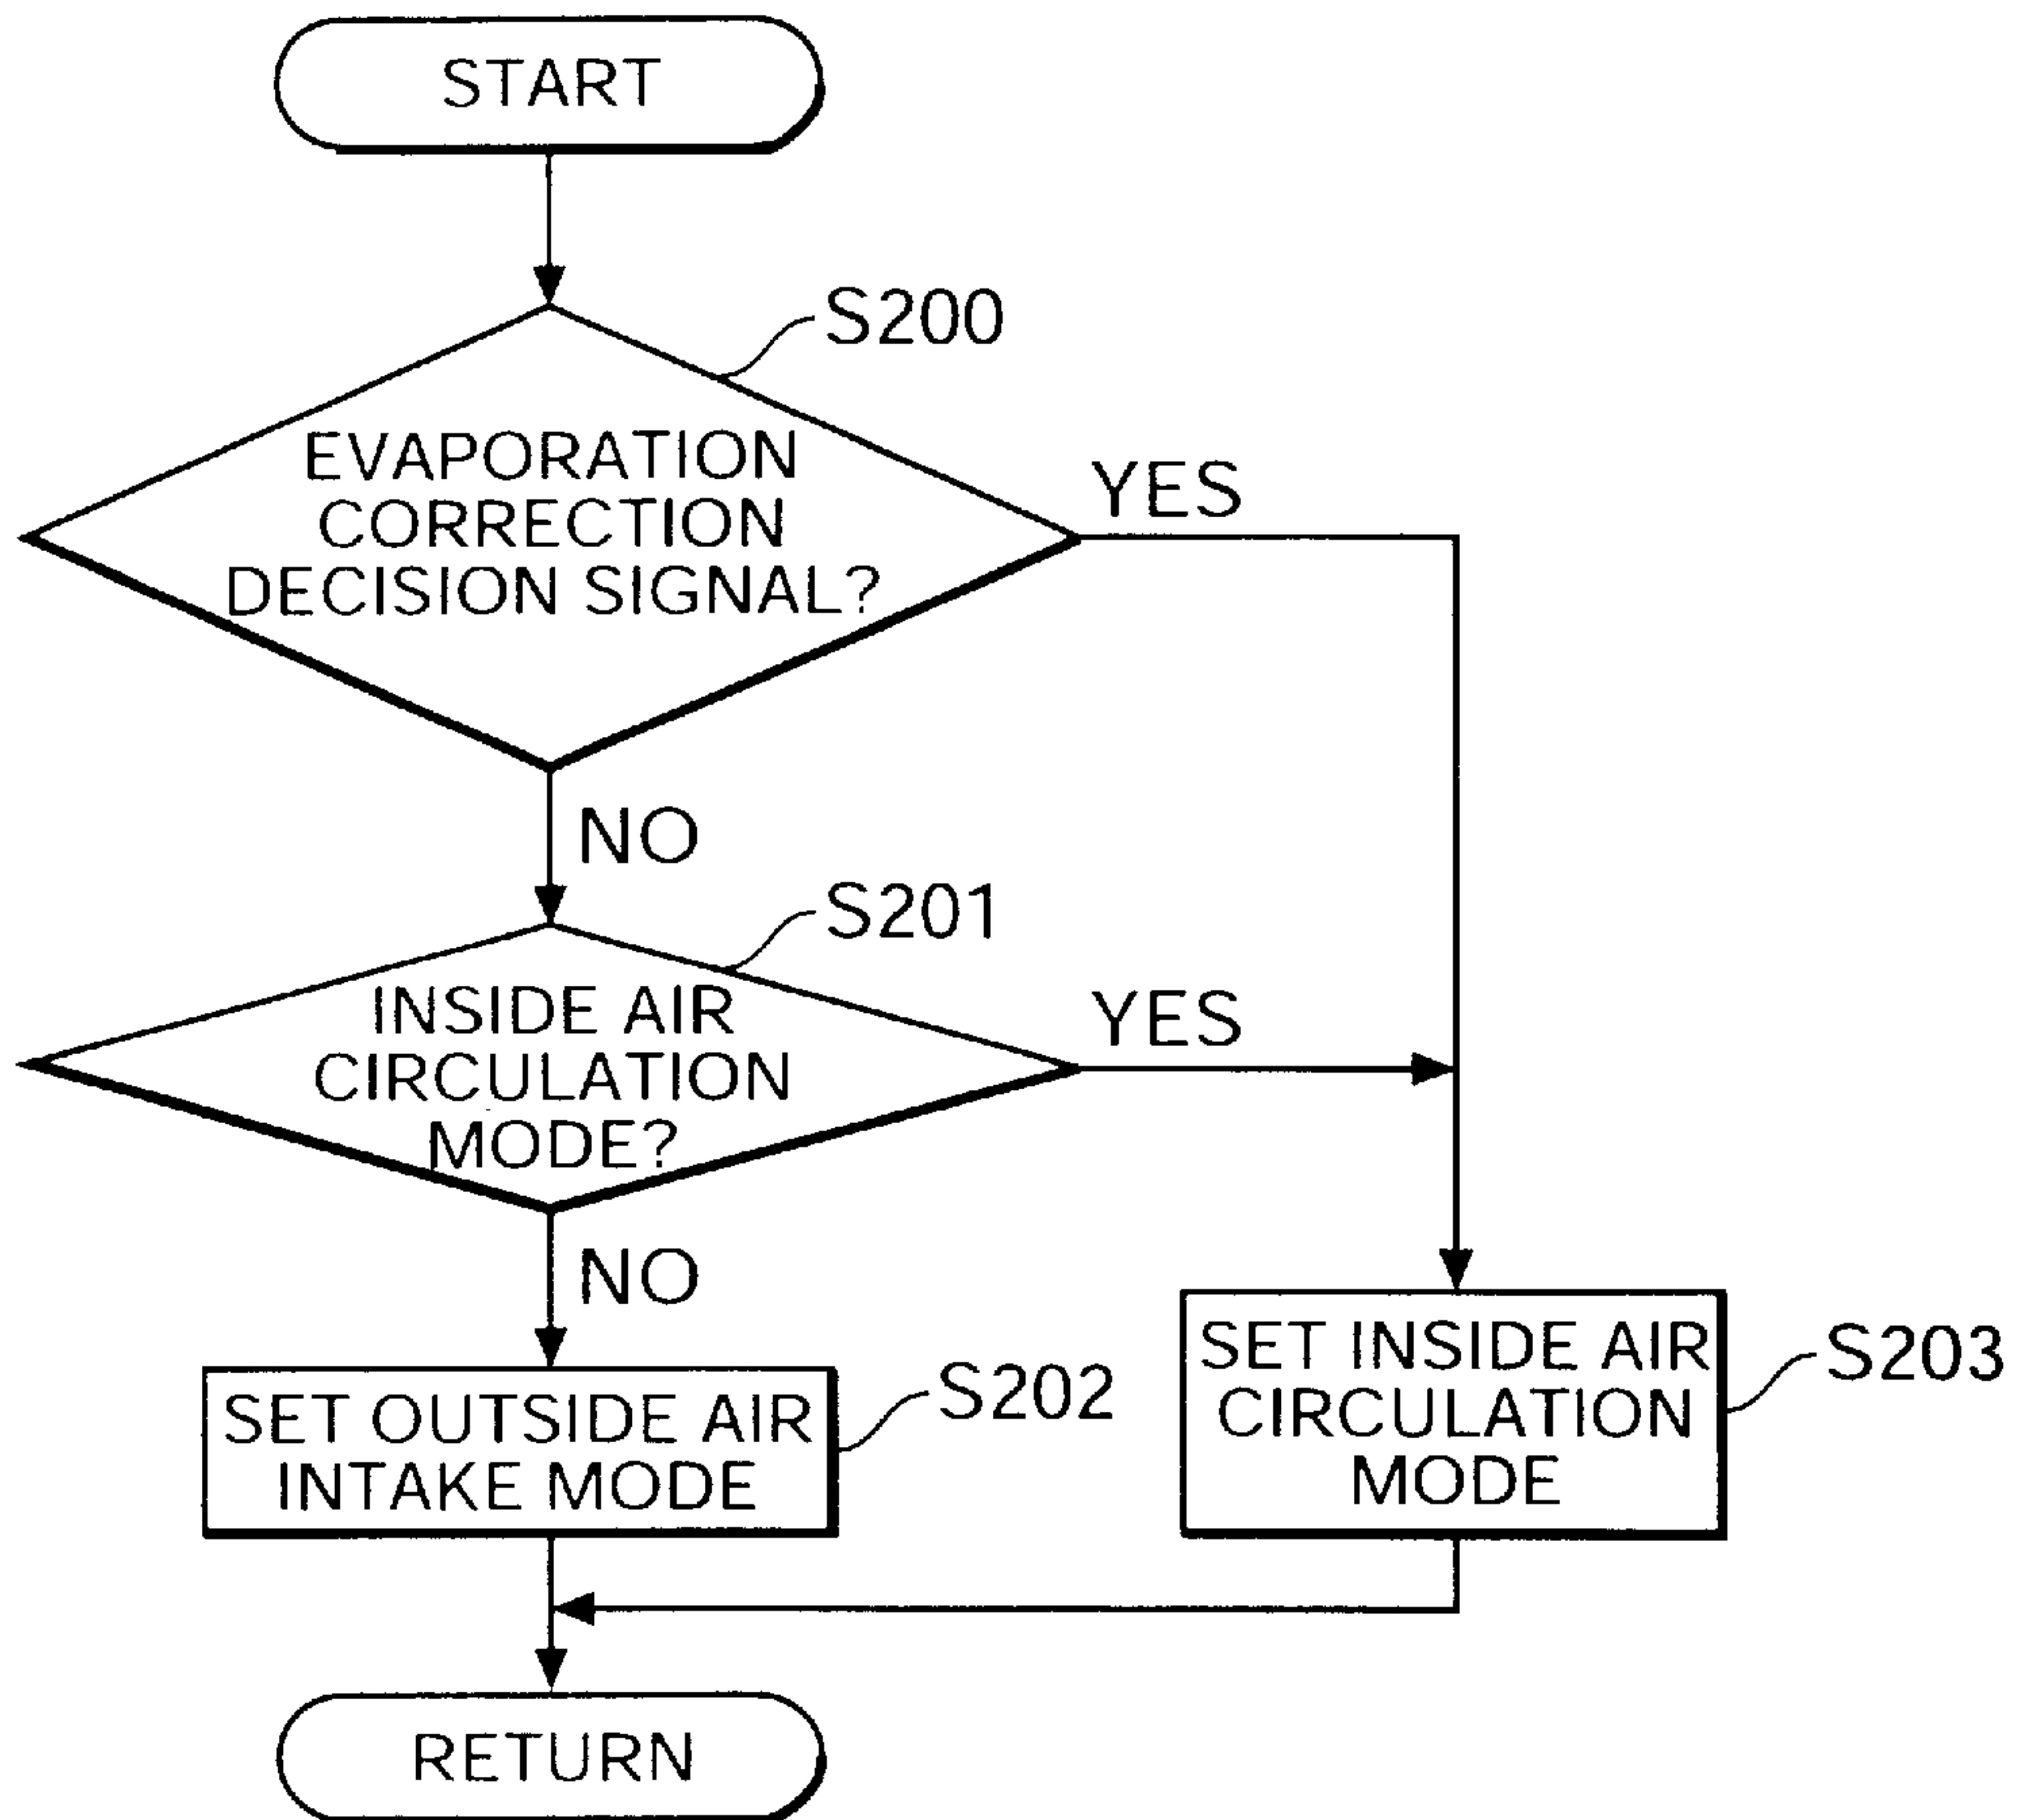 START
S200
EVAPORATION
CORRECTION
DECISION SIGNAL?
YES
NO
S201
INSIDE AIR
CIRCULATION
MODE?
YES
NO
SET OUTSIDE AIR
INTAKE MODE
S202
SET INSIDE AIR
CIRCULATION
MODE
S203
RETURN